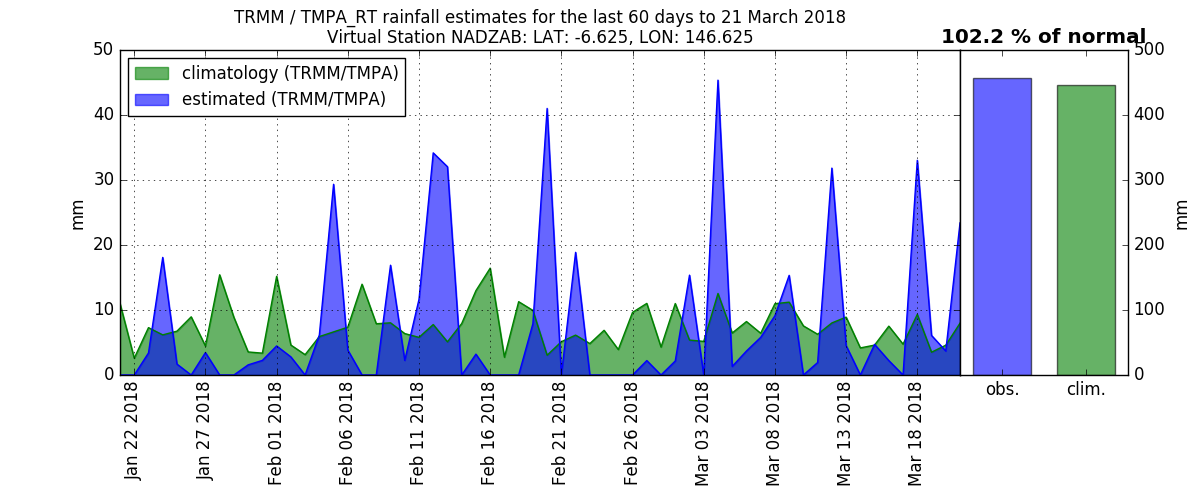 TRMM / TMPA_RT rainfall estimates for the last 60 days to 21 March 2018
Virtual Station NADZAB: LAT: -6.625, LON: 146.625
102.2 % of normal
climatology (TRMM/TMPA)
estimated (TRMM/TMPA)
mm
50
40
30
20
10
0
500
400
300
200
100
0
mm
Jan 22 2018
Jan 27 2018
Feb 01 2018
Feb 06 2018
Feb 11 2018
Feb 16 2018
Feb 21 2018
Feb 26 2018
Mar 03 2018
Mar 08 2018
Mar 13 2018
Mar 18 2018
obs.
clim.